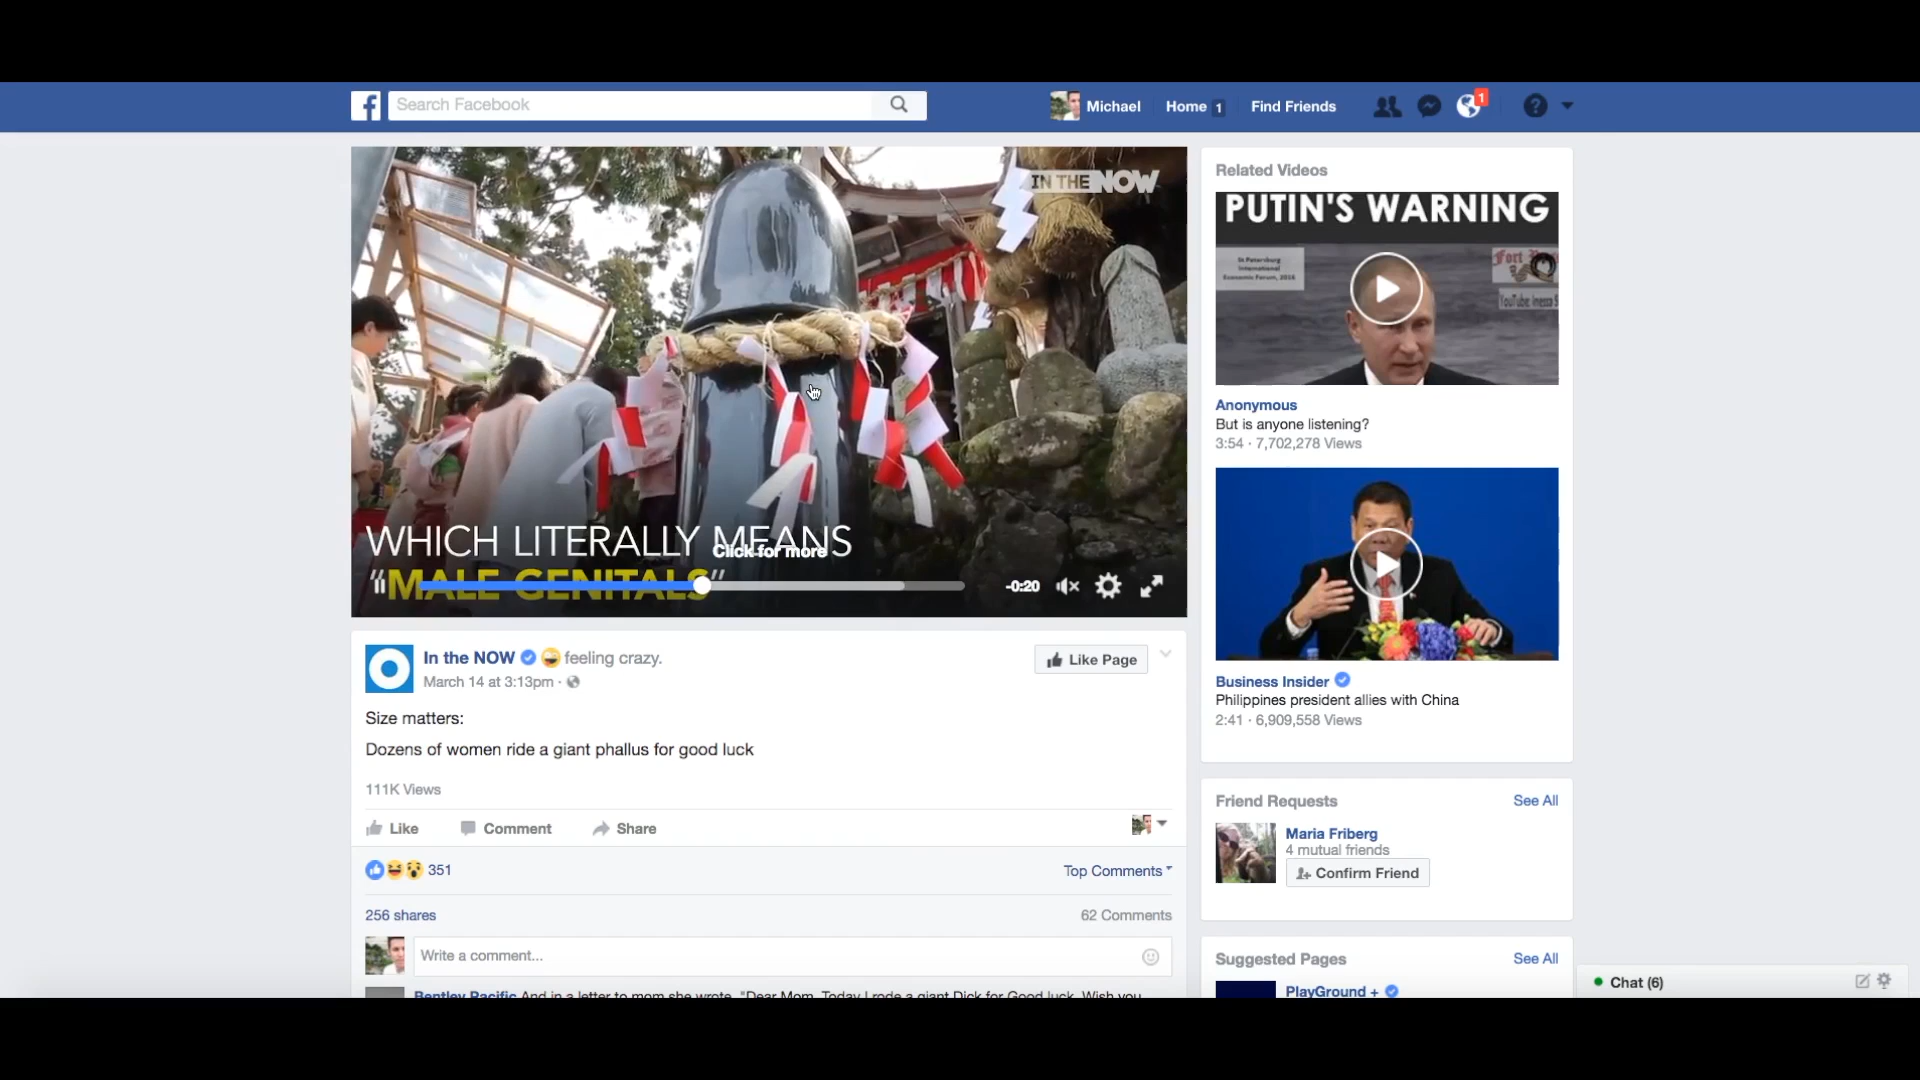 Search Facebook
Michael
Home 1
Find Friends
1
IN THE NOW
WHICH LITERALLY MEANS
Click for more
"MALE GENITALS"
-0:20
In the NOW feeling crazy.
March 14 at 3:13pm ·
Like Page
Size matters:
Dozens of women ride a giant phallus for good luck
111K Views
Like
Comment
Share
351
Top Comments
256 shares
62 Comments
Write a comment...
Bentley Pacific And in a letter to mom she wrote, "Dear Mom, Today I rode a giant Dick for Good luck. Wish you
Related Videos
PUTIN'S WARNING
St Petersburg
International
Economic Forum, 2016
Anonymous
But is anyone listening?
3:54 · 7,702,278 Views
Business Insider
Philippines president allies with China
2:41 · 6,909,558 Views
Friend Requests
See All
Maria Friberg
4 mutual friends
Confirm Friend
Suggested Pages
See All
PlayGround +
Chat (6)